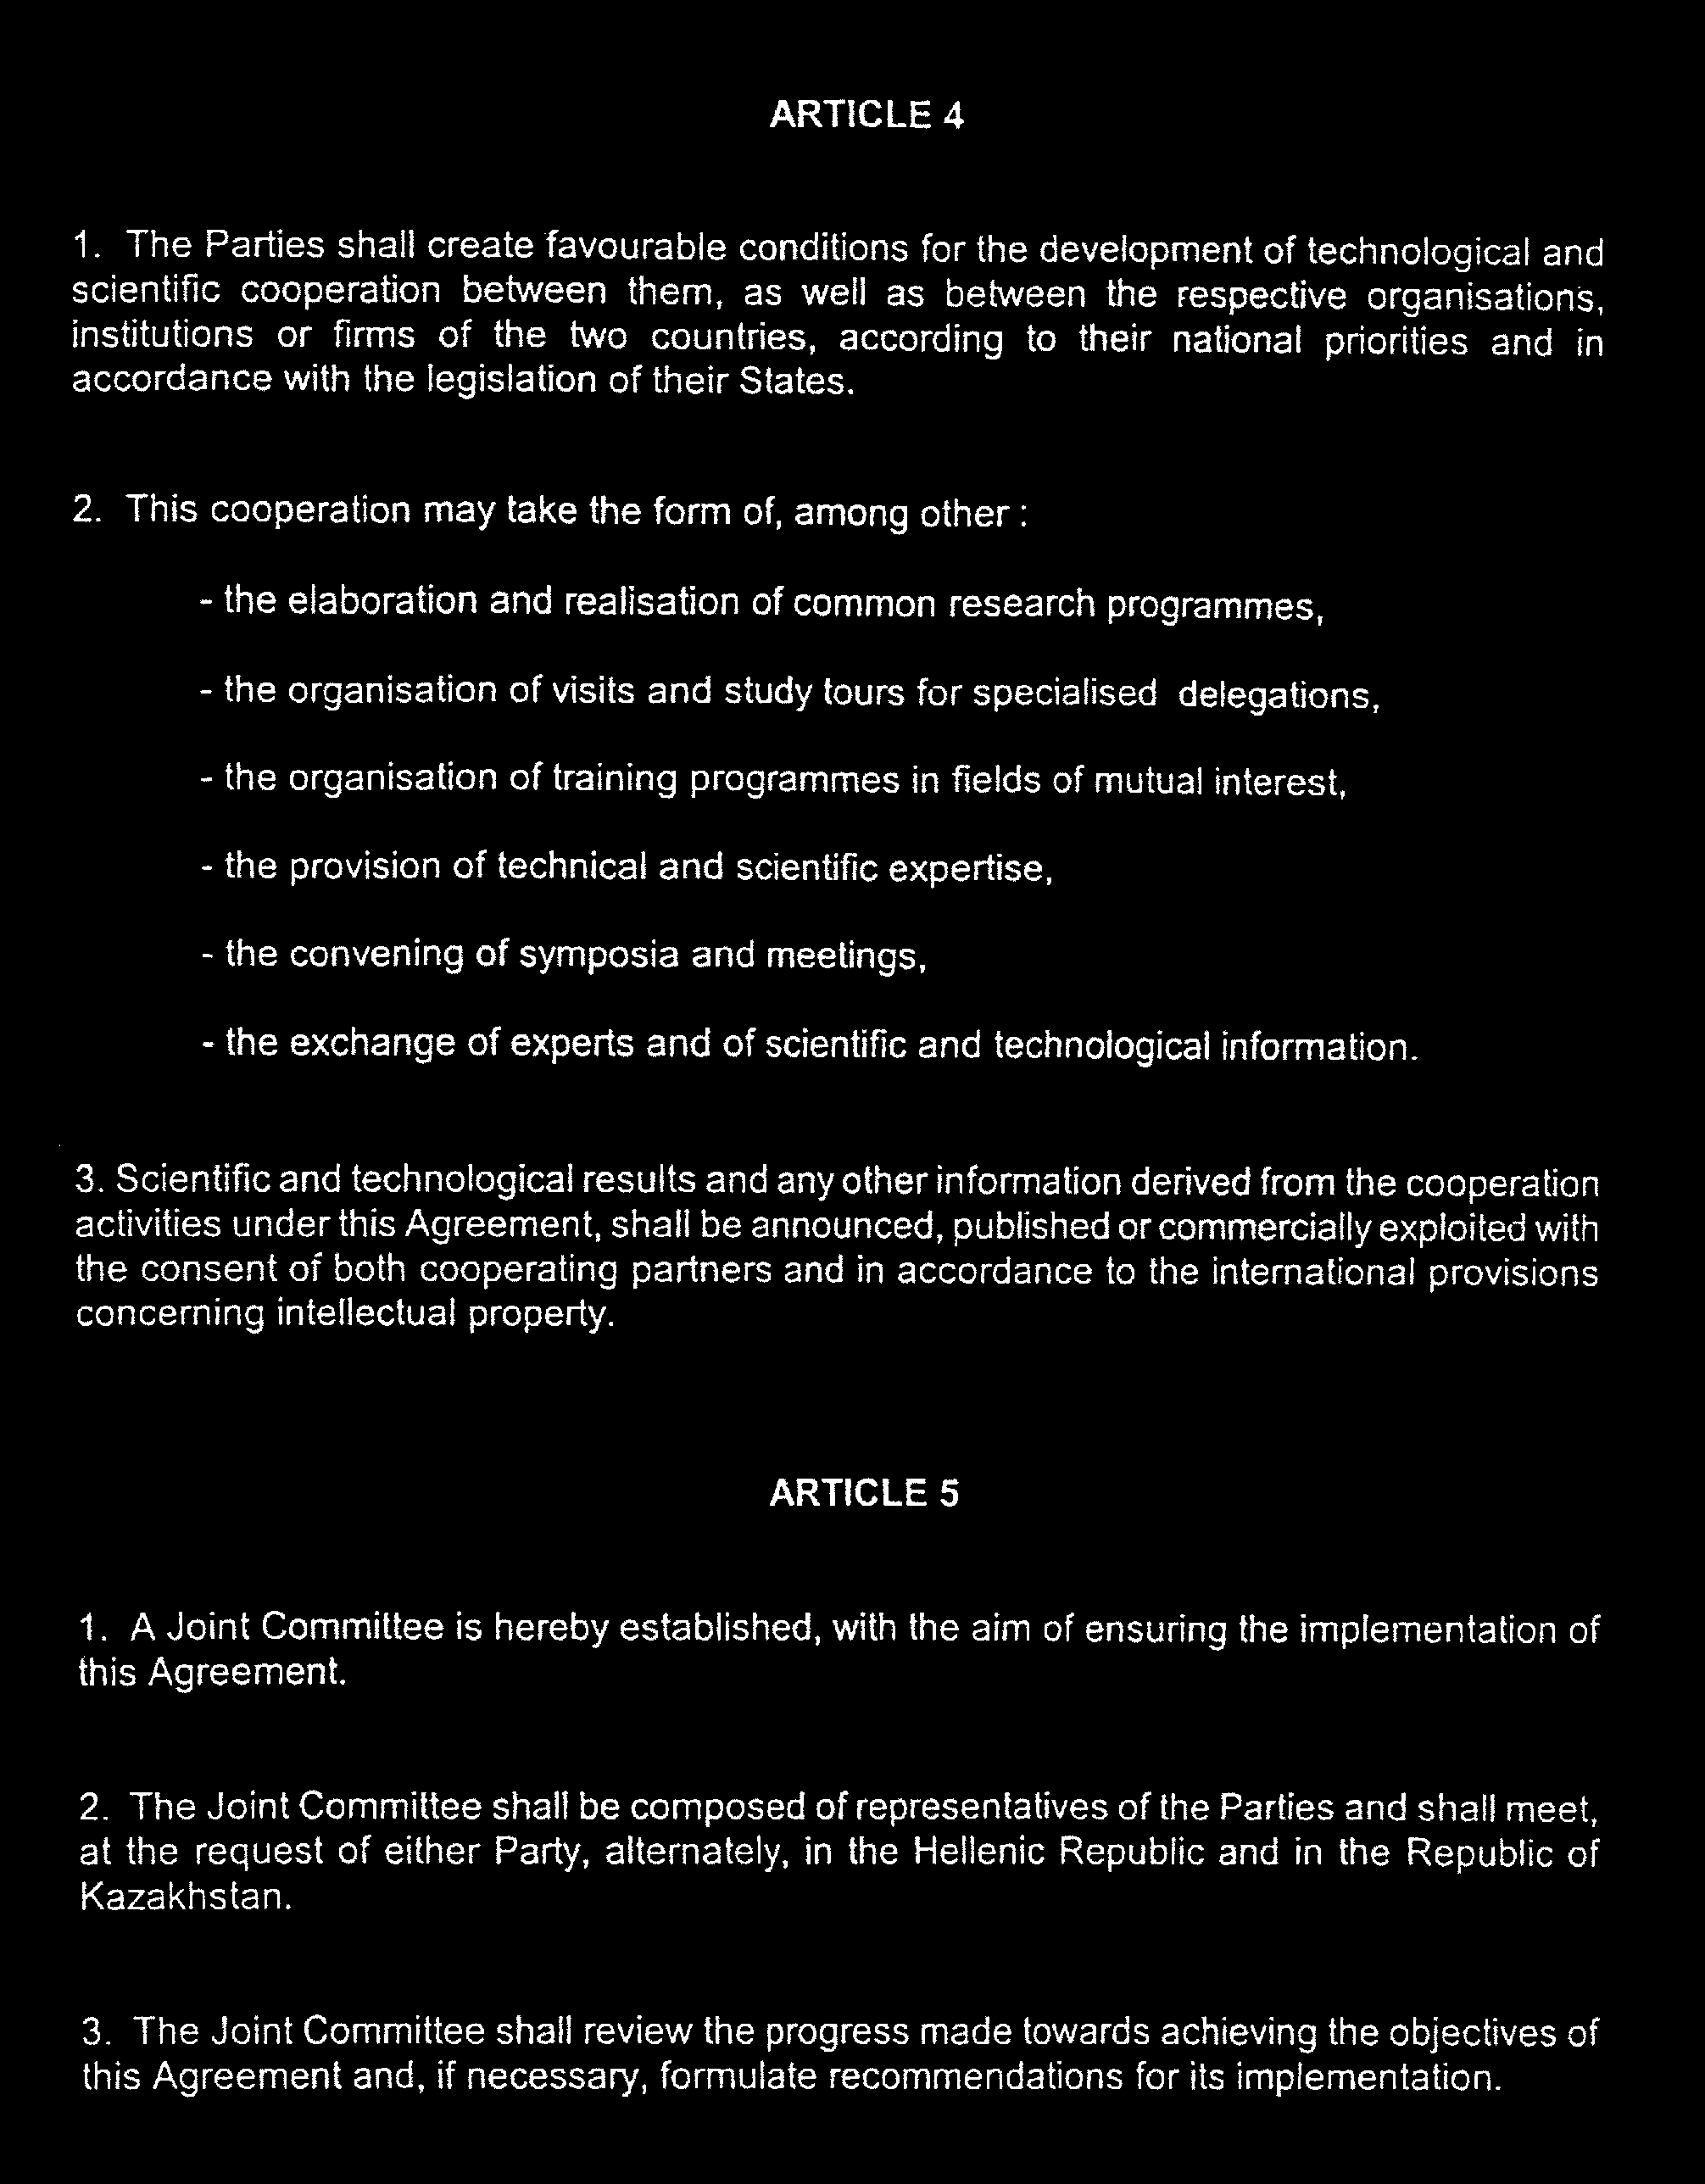 ARTICLE 4
1. The Parties shall create favourable conditions for the development of technological and
scientific cooperation between them, as well as between the respective organisations,
institutions or firms of the two countries, according to their national priorities and in
accordance with the legislation of their States.
2. This cooperation may take the form of, among other :
- the elaboration and realisation of common research programmes,
- the organisation of visits and study tours for specialised delegations,
- the organisation of training programmes in fields of mutual interest,
- the provision of technical and scientific expertise,
- the convening of symposia and meetings,
- the exchange of experts and of scientific and technological information.
3. Scientific and technological results and any other information derived from the cooperation
activities under this Agreement, shall be announced, published or commercially exploited with
the consent of both cooperating partners and in accordance to the international provisions
concerning intellectual property.
ARTICLE 5
1. A Joint Committee is hereby established, with the aim of ensuring the implementation of
this Agreement.
2. The Joint Committee shall be composed of representatives of the Parties and shall meet,
at the request of either Party, alternately, in the Hellenic Republic and in the Republic of
Kazakhstan.
3. The Joint Committee shall review the progress made towards achieving the objectives of
this Agreement and, if necessary, formulate recommendations for its implementation.